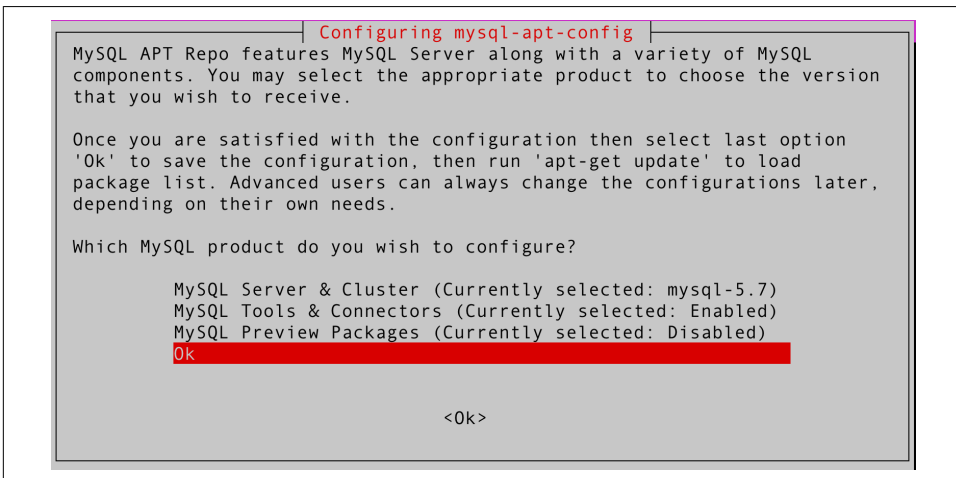 Configuring mysql-apt-config
MySQL APT Repo features MySQL Server along with a variety of MySQL
components. You may select the appropriate product to choose the version
that you wish to receive.
Once you are satisfied with the configuration then select last option
'Ok' to save the configuration, then run 'apt-get update' to load
package list. Advanced users can always change the configurations later,
depending on their own needs.
Which MySQL product do you wish to configure?
MySQL Server & Cluster (Currently selected: mysql-5.7)
MySQL Tools & Connectors (Currently selected: Enabled)
MySQL Preview Packages (Currently selected: Disabled)
Ok
<Ok>